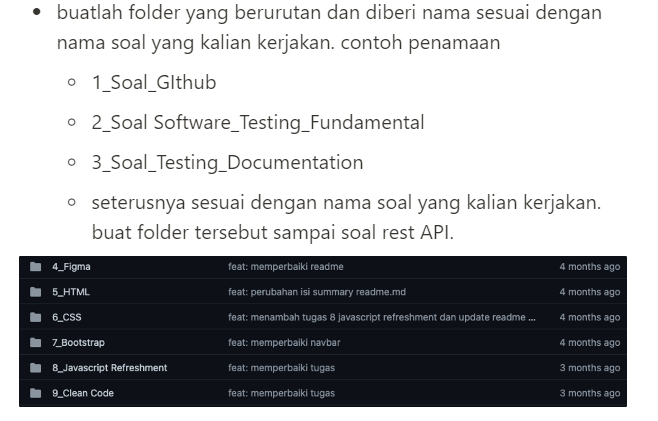 buatlah folder yang berurutan dan diberi nama sesuai dengan
nama soal yang kalian kerjakan. contoh penamaan
1_Soal_GIthub
2_Soal Software_Testing_Fundamental
3_Soal_Testing_Documentation
seterusnya sesuai dengan nama soal yang kalian kerjakan.
buat folder tersebut sampai soal rest API.
4_Figma feat: memperbaiki readme 4 months ago
5_HTML feat: perubahan isi summary readme.md 4 months ago
6_CSS feat: menambah tugas 8 javascript refreshment dan update readme ... 4 months ago
7_Bootstrap feat: memperbaiki navbar 4 months ago
8_Javascript Refreshment feat: memperbaiki tugas 3 months ago
9_Clean Code feat: memperbaiki tugas 3 months ago